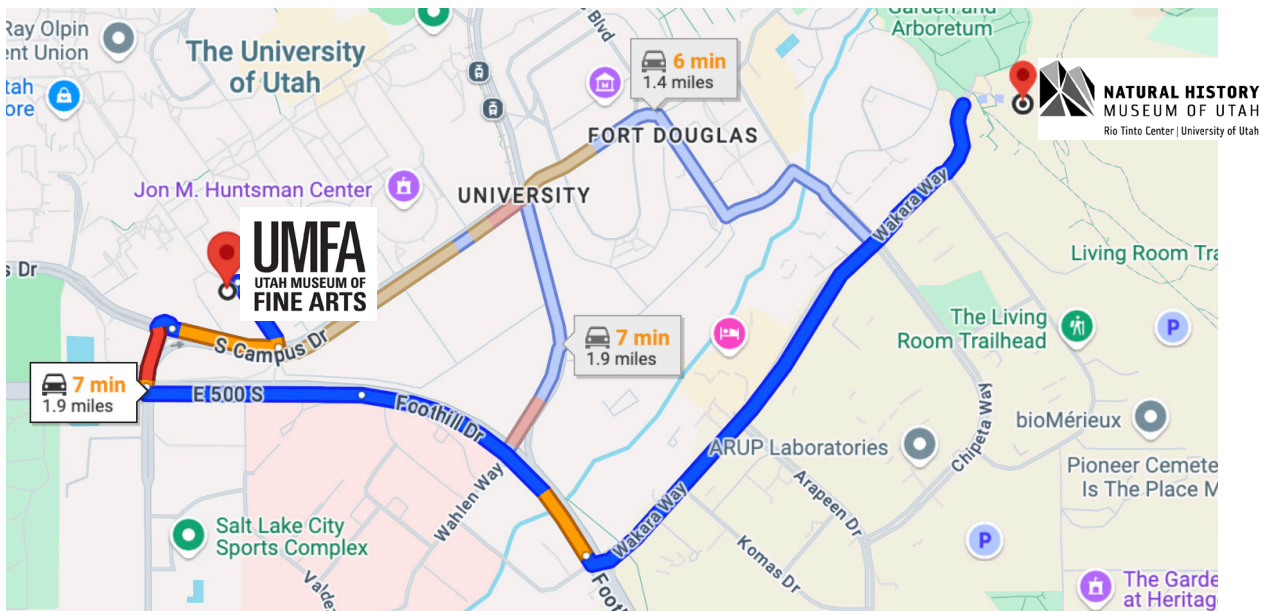 Ray Olpin
ent Union
The University
of Utah
tah
ore
Blvd
6 min
1.4 miles
Garden and
Arboretum
NATURAL HISTORY
MUSEUM OF UTAH
Rio Tinto Center | University of Utah
FORT DOUGLAS
Jon M. Huntsman Center
UNIVERSITY
Wakara Way
UMFA
UTAH MUSEUM OF
FINE ARTS
s Dr
Living Room Tra
The Living
Room Trailhead
P
S Campus Dr
7 min
1.9 miles
7 min
1.9 miles
E 500 S
Foothill Dr
Chipeta Way
bioMérieux
ARUP Laboratories
Pioneer Cemete
Is The Place M
Wahlen Way
Wakara Way
Arapeen Dr
Komas Dr
Salt Lake City
Sports Complex
P
Valdez
Foot
The Garde
at Heritag